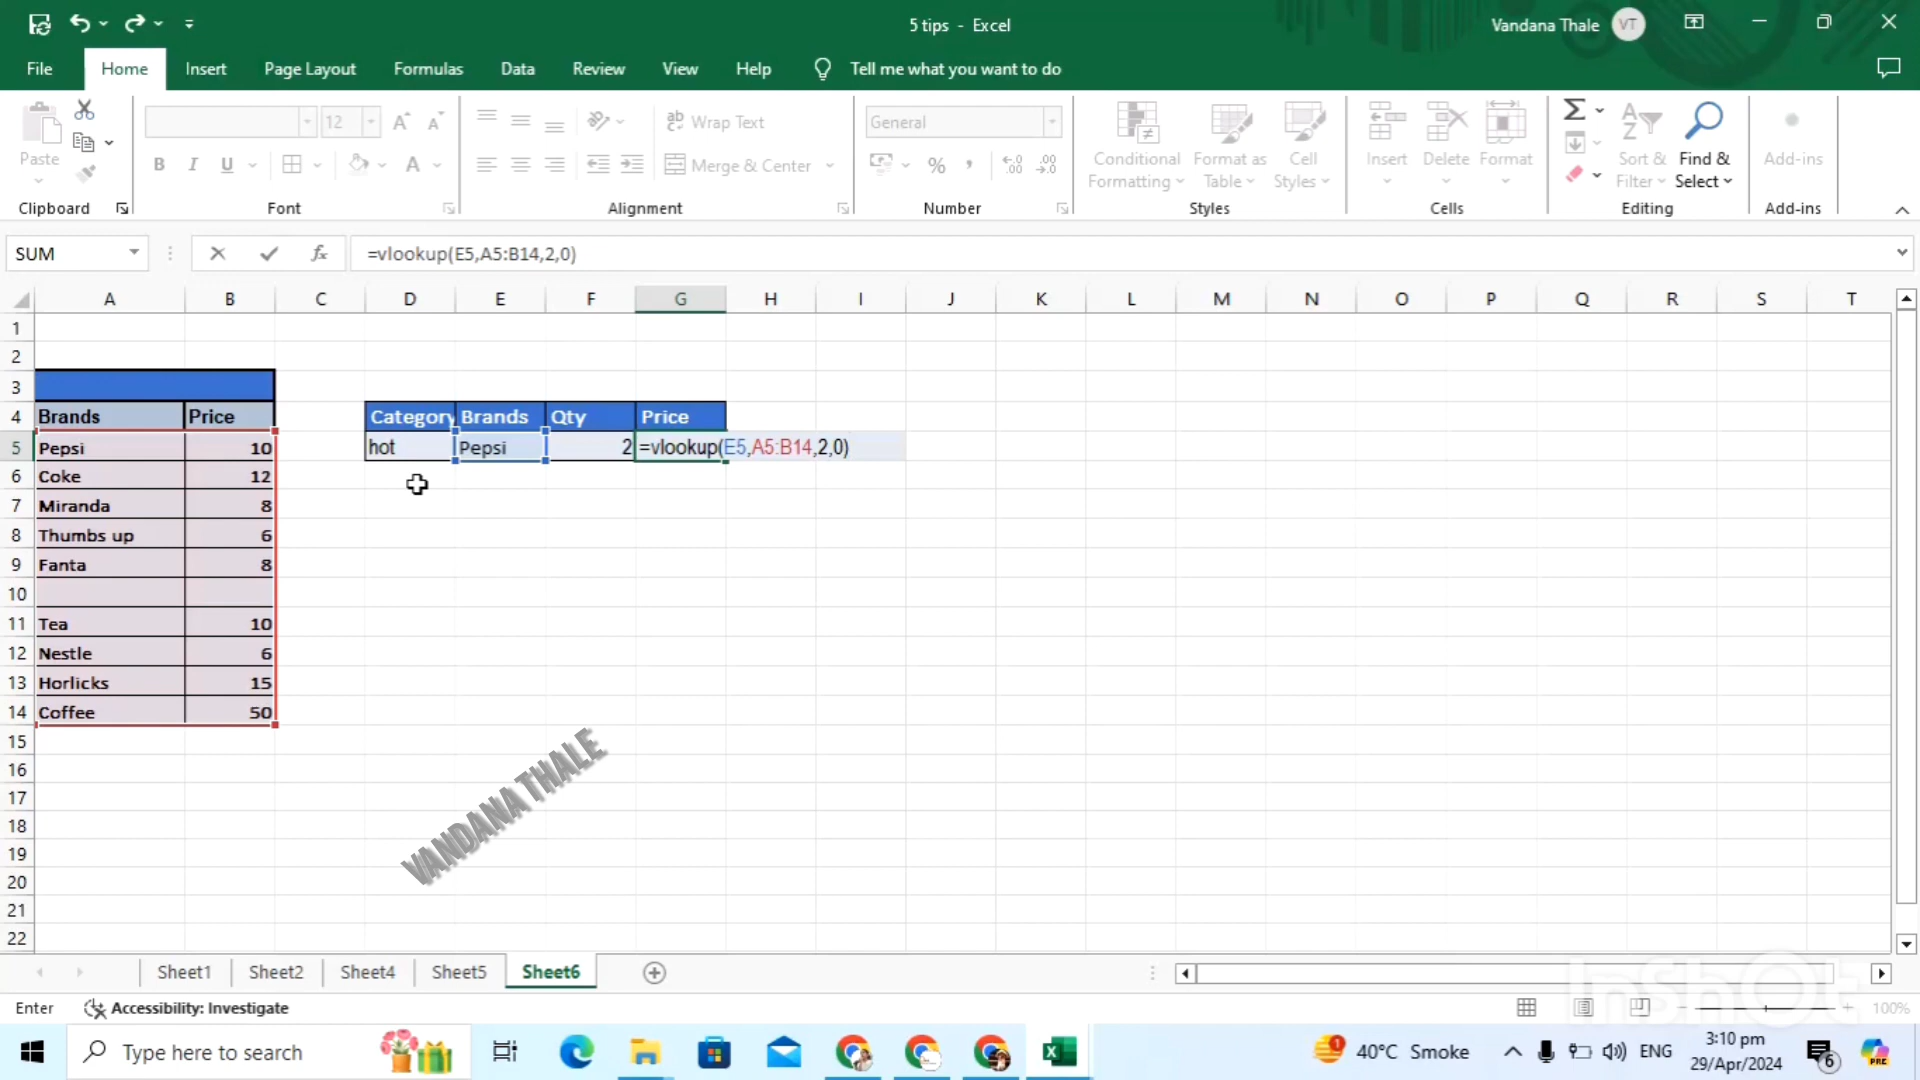 5 tips - Excel
Vandana Thale VT
File Home Insert Page Layout Formulas Data Review View Help Tell me what you want to do
12
Wrap Text
General
Paste
B I U
A
Merge & Center
%
Conditional Formatting
Format as Table
Cell Styles
Insert Delete Format
Sort & Filter
Find & Select
Add-ins
Clipboard Font Alignment Number Styles Cells Editing Add-ins
SUM fx =vlookup(E5,A5:B14,2,0)
A B C D E F G H I J K L M N O P Q R S T
1
2
3
4 Brands Price Category Brands Qty Price
5 Pepsi 10 hot Pepsi 2 =vlookup(E5,A5:B14,2,0)
6 Coke 12
7 Miranda 8
8 Thumbs up 6
9 Fanta 8
10
11 Tea 10
12 Nestle 6
13 Horlicks 15
14 Coffee 50
15
16
17
18
19
20
21
22
VANDANA THALE
Sheet1 Sheet2 Sheet4 Sheet5 Sheet6
InShOt
Enter Accessibility: Investigate 100%
Type here to search
1 40°C Smoke ENG
3:10 pm
29/Apr/2024
6
PRE